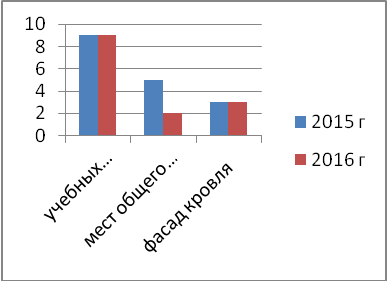 10
8
6
4
2
0
учебных...
мест общего...
фасад кровля
2015 г
2016 г